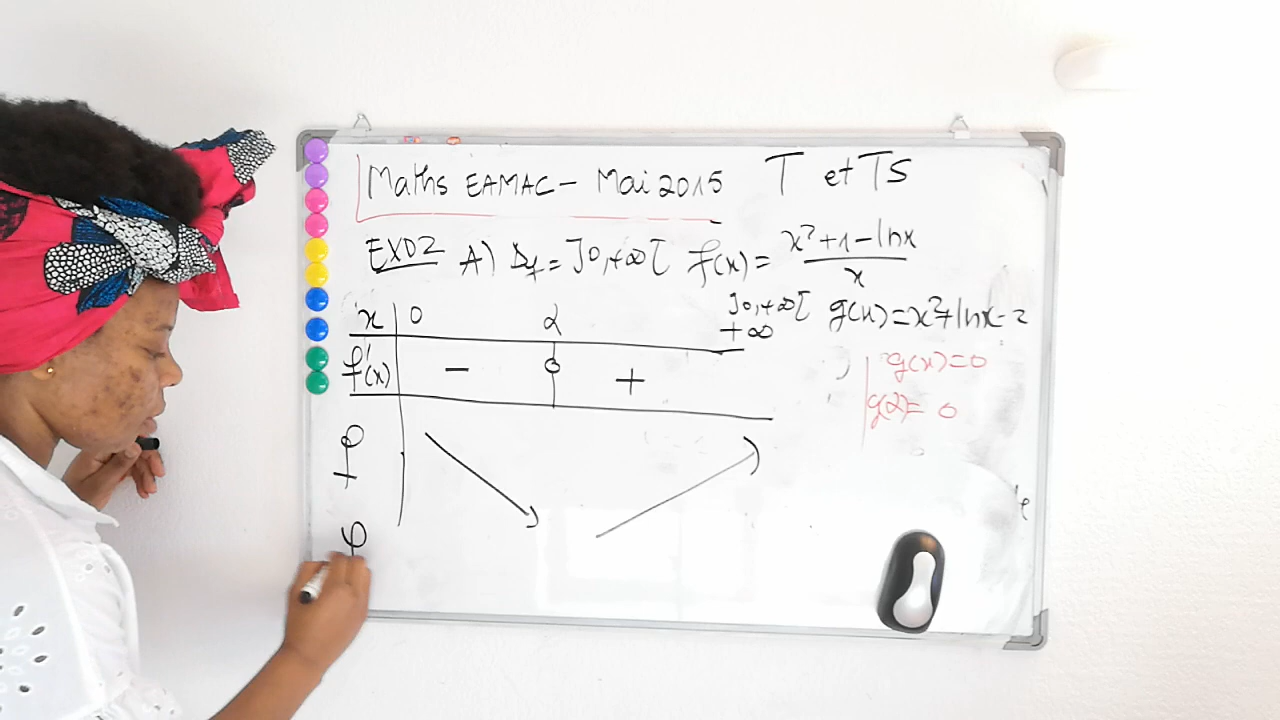 Maths EAMAC - Mai 2015 T et TS
EXO2 A) Δf = ]0,+∞[ f(x) = (x²+1-lnx)/x
]0,+∞[ g(x) = x²+lnx-2
x 0 α +∞
f'(x) - 0 + g(x)=0
g(α)= 0
f
f